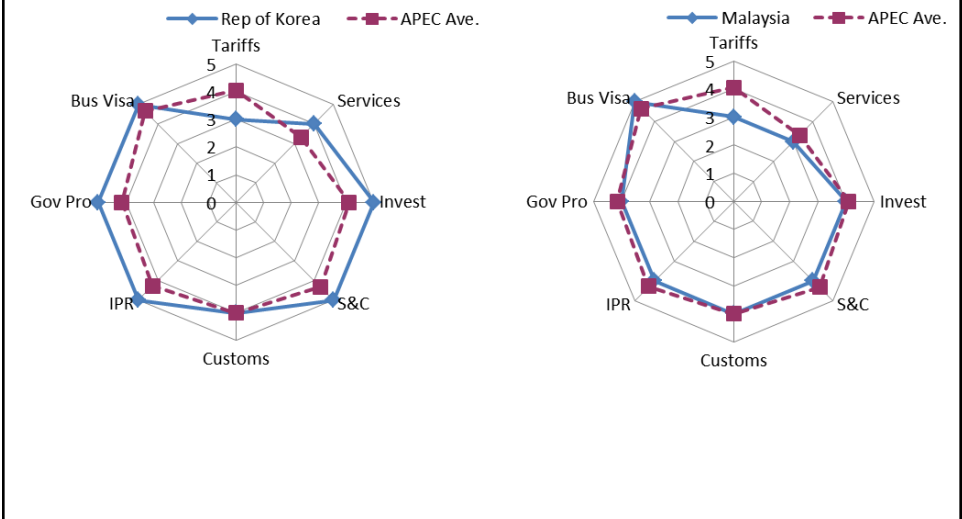 Rep of Korea APEC Ave.
Tariffs
5
4
3
2
1
0
Services
Invest
S&C
Customs
IPR
Gov Pro
Bus Visa
Malaysia APEC Ave.
Tariffs
5
4
3
2
1
0
Services
Invest
S&C
Customs
IPR
Gov Pro
Bus Visa